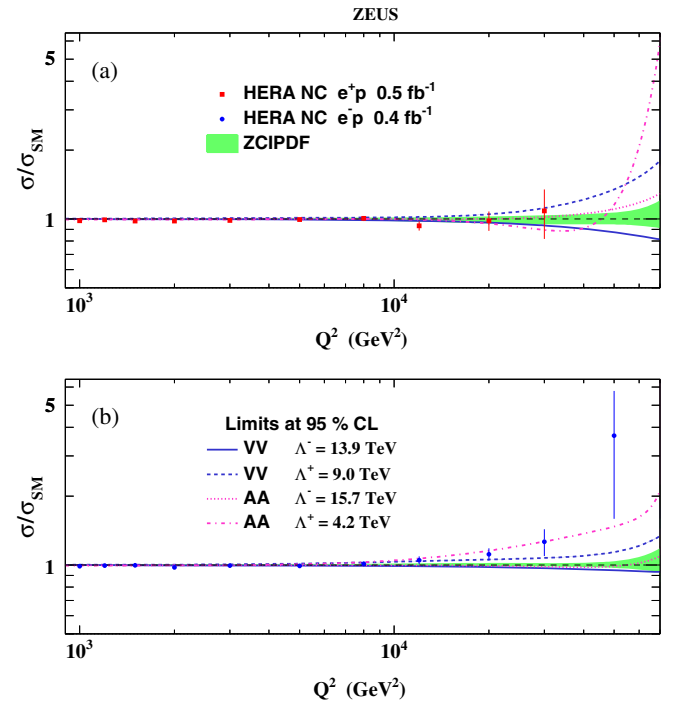 ZEUS
(a)
HERA NC e⁺p 0.5 fb⁻¹
HERA NC e⁻p 0.4 fb⁻¹
ZCIPDF
σ/σ_SM
5
1
10³
10⁴
Q² (GeV²)
(b)
Limits at 95 % CL
VV Λ⁻ = 13.9 TeV
VV Λ⁺ = 9.0 TeV
AA Λ⁻ = 15.7 TeV
AA Λ⁺ = 4.2 TeV
σ/σ_SM
5
1
10³
10⁴
Q² (GeV²)